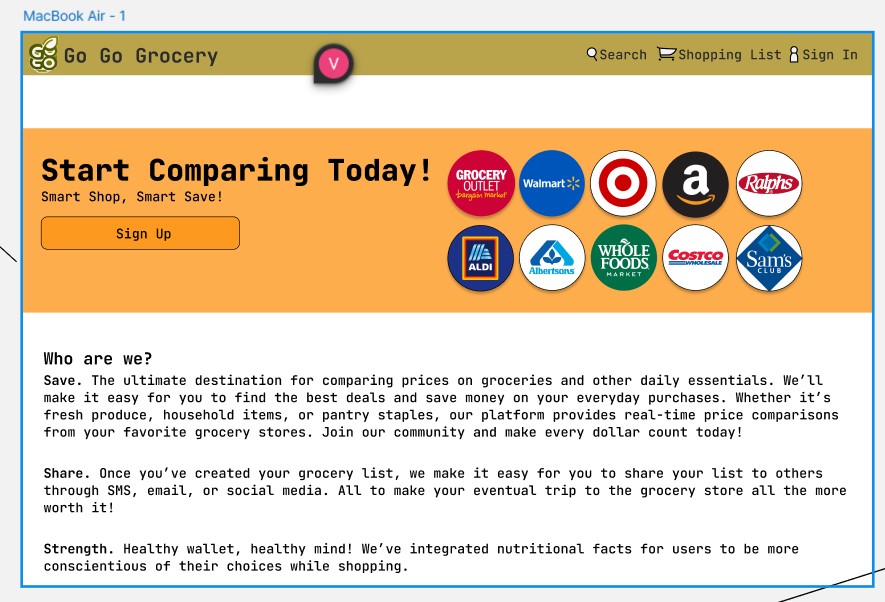 MacBook Air - 1
GO
GO
Go Go Grocery
V
Search
Shopping List
Sign In
Start Comparing Today!
Smart Shop, Smart Save!
Sign Up
GROCERY
OUTLET
bargain market
Walmart
a
Ralphs
ALDI
Albertsons
WHOLE
FOODS
MARKET
COSTCO
WHOLESALE
Sam's
CLUB
Who are we?
Save. The ultimate destination for comparing prices on groceries and other daily essentials. We’ll
make it easy for you to find the best deals and save money on your everyday purchases. Whether it’s
fresh produce, household items, or pantry staples, our platform provides real-time price comparisons
from your favorite grocery stores. Join our community and make every dollar count today!
Share. Once you’ve created your grocery list, we make it easy for you to share your list to others
through SMS, email, or social media. All to make your eventual trip to the grocery store all the more
worth it!
Strength. Healthy wallet, healthy mind! We’ve integrated nutritional facts for users to be more
conscientious of their choices while shopping.